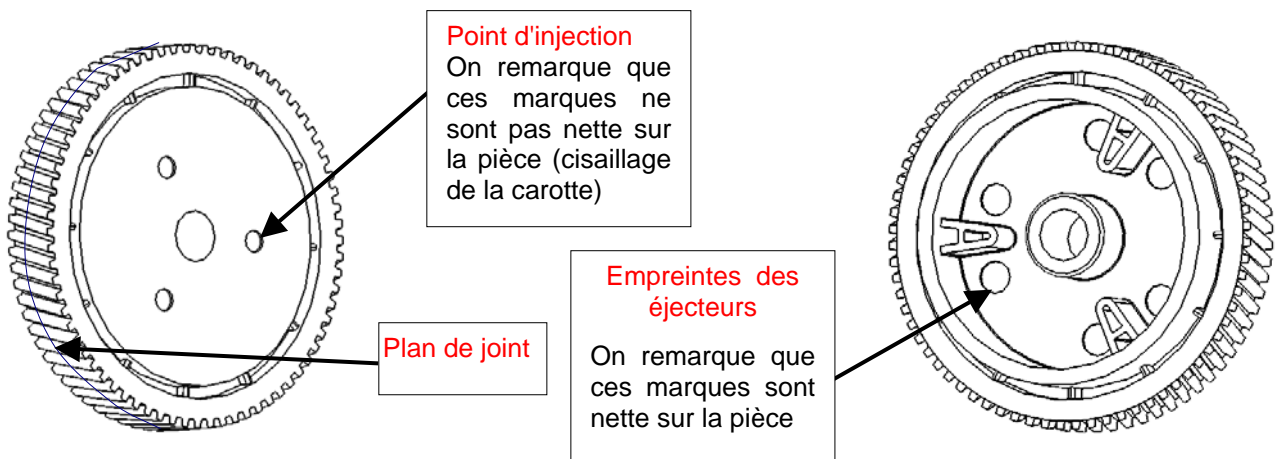 Point d'injection
On remarque que
ces marques ne
sont pas nette sur
la pièce (cisaillage
de la carotte)
Plan de joint
Empreintes des
éjecteurs
On remarque que
ces marques sont
nette sur la pièce